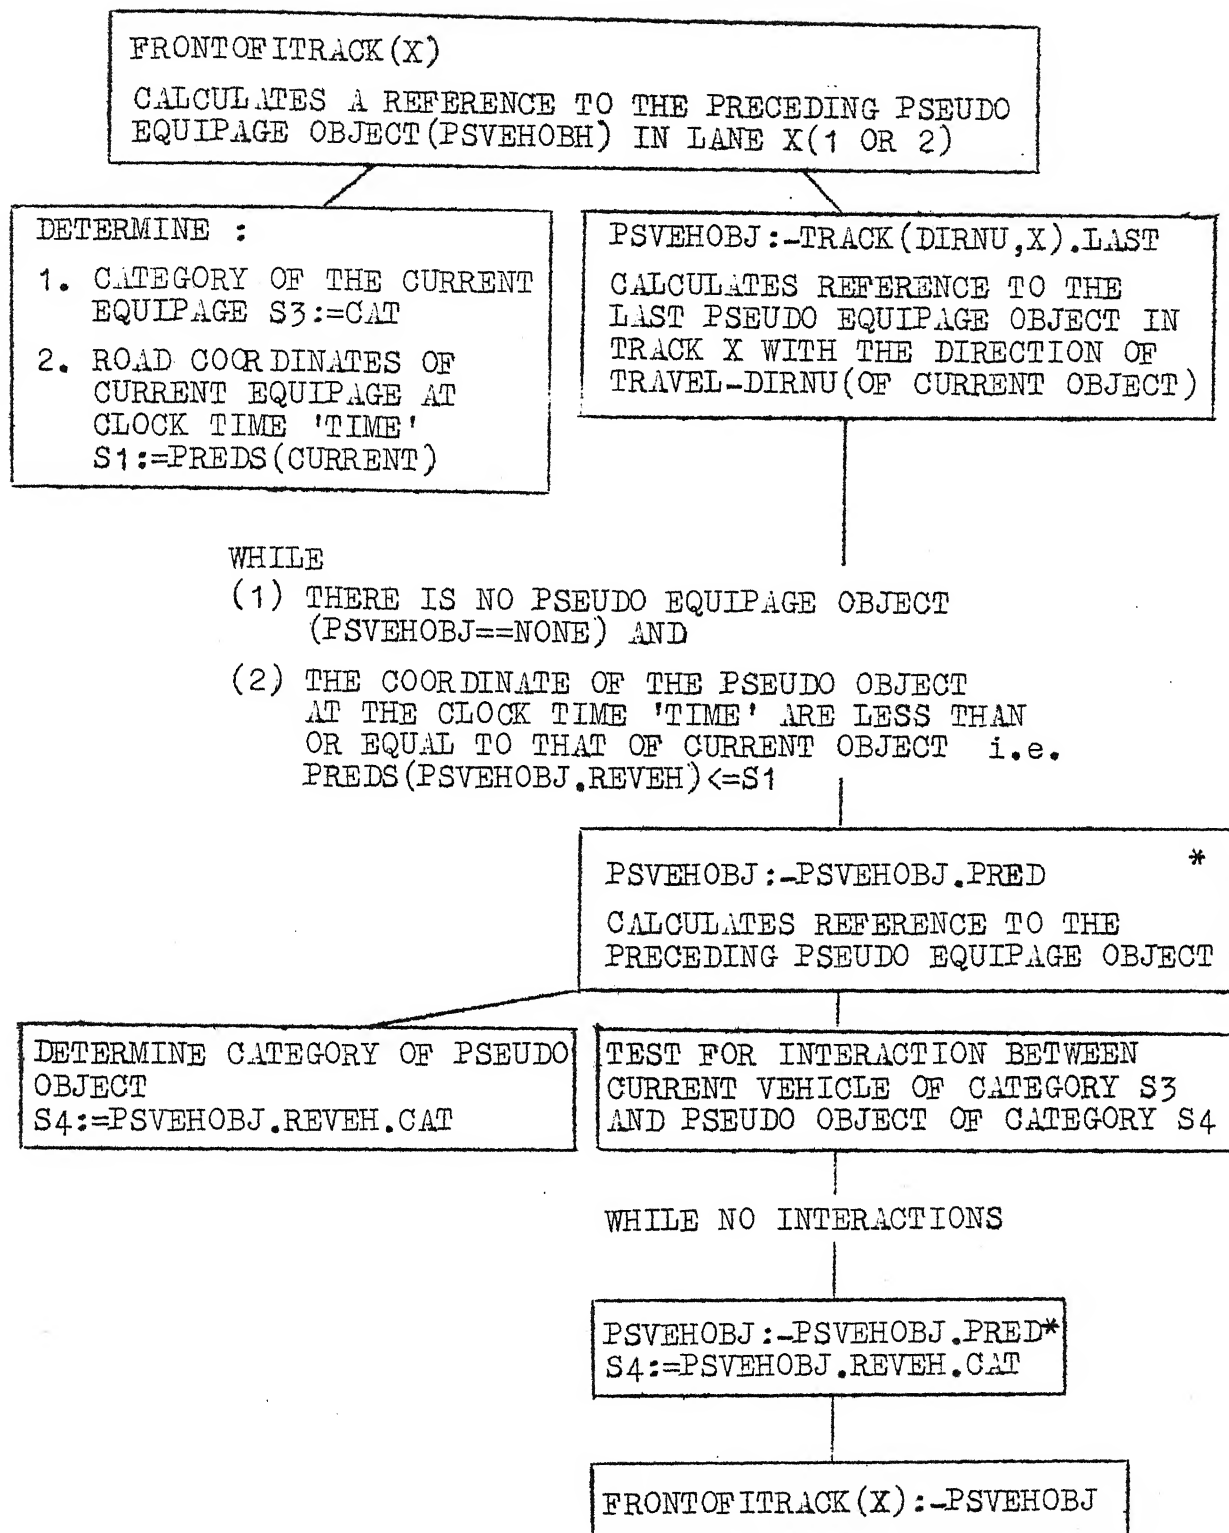 FRONTOFITRACK(X)
CALCULATES A REFERENCE TO THE PRECEDING PSEUDO
EQUIPAGE OBJECT(PSVEHOBH) IN LANE X(1 OR 2)
DETERMINE :
1. CATEGORY OF THE CURRENT
EQUIPAGE S3:=CAT
2. ROAD COORDINATES OF
CURRENT EQUIPAGE AT
CLOCK TIME 'TIME'
S1:=PREDS(CURRENT)
PSVEHOBJ:-TRACK(DIRNU,X).LAST
CALCULATES REFERENCE TO THE
LAST PSEUDO EQUIPAGE OBJECT IN
TRACK X WITH THE DIRECTION OF
TRAVEL-DIRNU(OF CURRENT OBJECT)
WHILE
(1) THERE IS NO PSEUDO EQUIPAGE OBJECT
(PSVEHOBJ==NONE) AND
(2) THE COORDINATE OF THE PSEUDO OBJECT
AT THE CLOCK TIME 'TIME' ARE LESS THAN
OR EQUAL TO THAT OF CURRENT OBJECT i.e.
PREDS(PSVEHOBJ.REVEH)<=S1
PSVEHOBJ:-PSVEHOBJ.PRED *
CALCULATES REFERENCE TO THE
PRECEDING PSEUDO EQUIPAGE OBJECT
DETERMINE CATEGORY OF PSEUDO
OBJECT
S4:=PSVEHOBJ.REVEH.CAT
TEST FOR INTERACTION BETWEEN
CURRENT VEHICLE OF CATEGORY S3
AND PSEUDO OBJECT OF CATEGORY S4
WHILE NO INTERACTIONS
PSVEHOBJ:-PSVEHOBJ.PRED*
S4:=PSVEHOBJ.REVEH.CAT
FRONTOFITRACK(X):-PSVEHOBJ